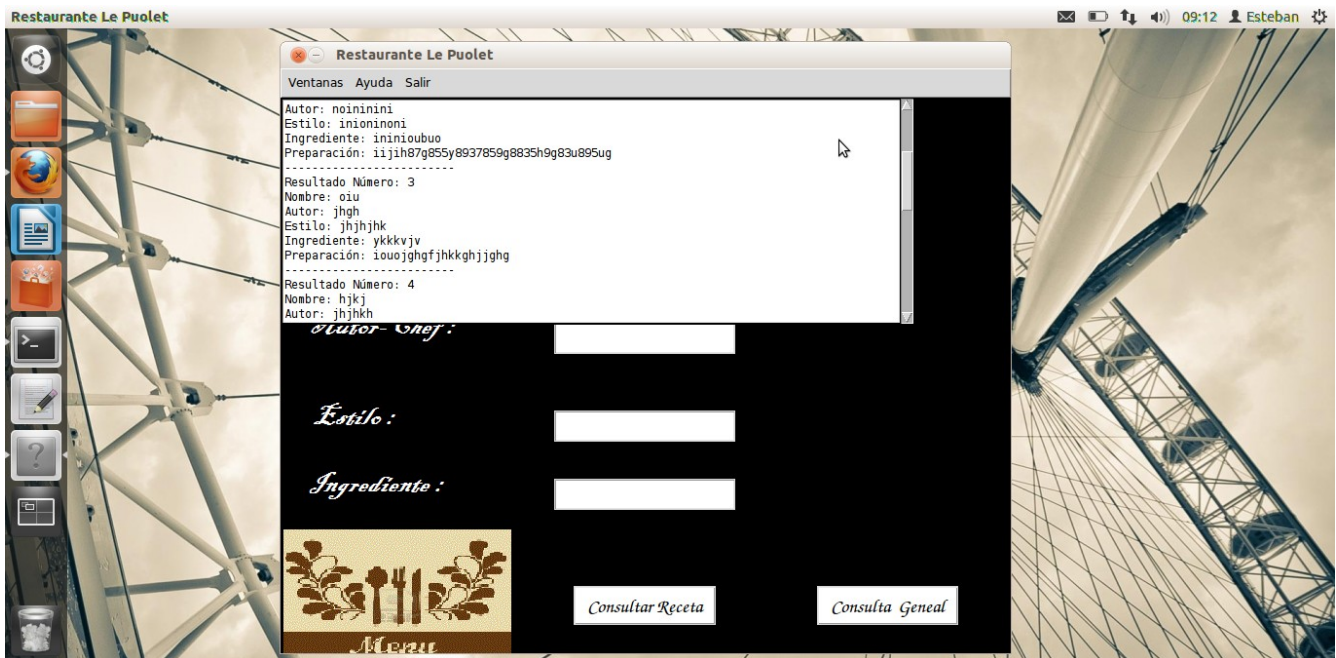 Restaurante Le Puolet
09:12 Esteban
Restaurante Le Puolet
Ventanas Ayuda Salir
Autor: noininini
Estilo: inioninoni
Ingrediente: ininioubuo
Preparación: iijih87g855y8937859g8835h9g83u895ug
-------------------------
Resultado Número: 3
Nombre: oiu
Autor: jhgh
Estilo: jhjhjhk
Ingrediente: ykkkvjv
Preparación: iouojghgfjhkkghjjghg
-------------------------
Resultado Número: 4
Nombre: hjkj
Autor: jhjhkh
Autor- Chef :
Estilo :
Ingrediente :
Consultar Receta
Consulta Geneal
Menu